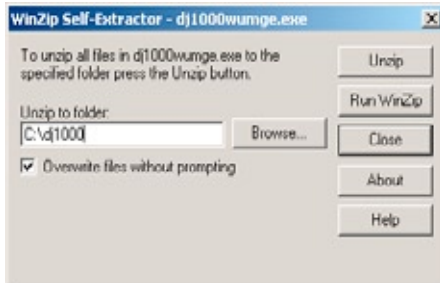 WinZip Self-Extractor - dj1000wumge.exe
To unzip all files in dj1000wumge.exe to the
specified folder press the Unzip button.
Unzip to folder:
C:\dj1000
Browse...
Overwrite files without prompting
Unzip
Run WinZip
Close
About
Help